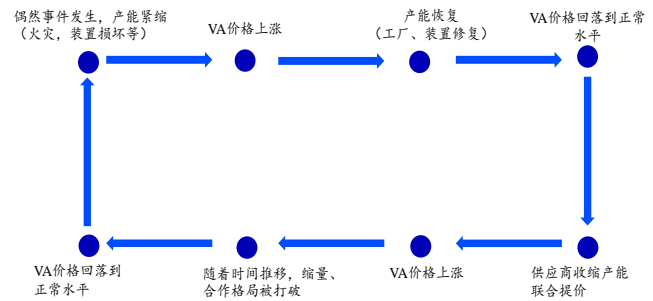 偶然事件发生，产能紧缩
（火灾，装置损坏等）
VA价格上涨
产能恢复
（工厂、装置修复）
VA价格回落到正常
水平
VA价格回落到
正常水平
随着时间推移，缩量、
合作格局被打破
VA价格上涨
供应商收缩产能
联合提价